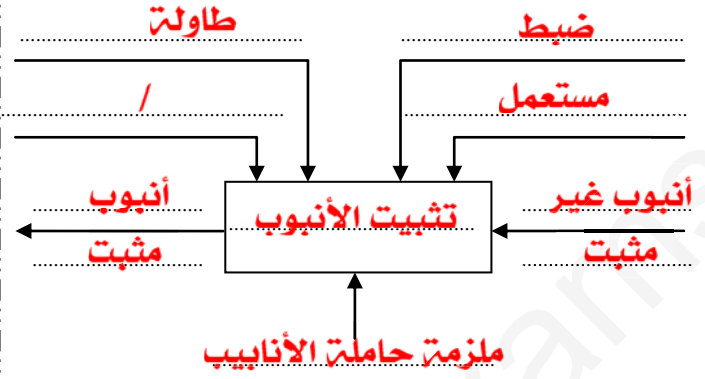 ضبط
طاولة
مستعمل
/
أنبوب غير
مثبت
تثبيت الأنبوب
أنبوب
مثبت
ملزمة حاملة الأنابيب